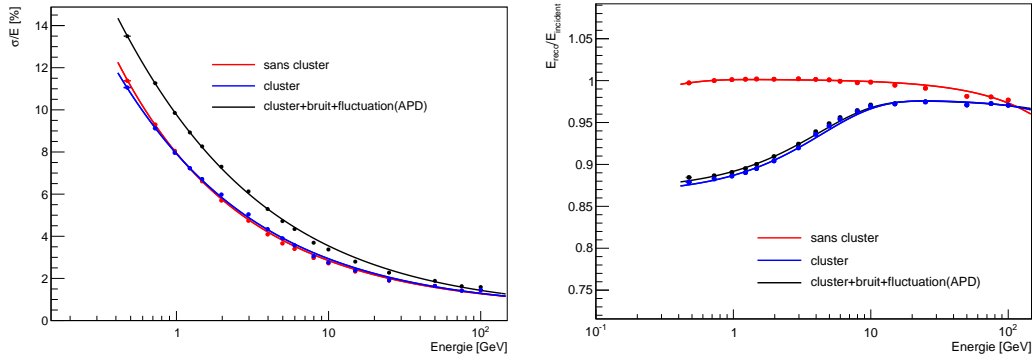 σ/E [%]
14
12
10
8
6
4
2
0
sans cluster
cluster
cluster+bruit+fluctuation(APD)
1
10
10²
Energie [GeV]
E_reco/E_incident
1.05
1
0.95
0.9
0.85
0.8
0.75
sans cluster
cluster
cluster+bruit+fluctuation(APD)
10⁻¹
1
10
10²
Energie [GeV]